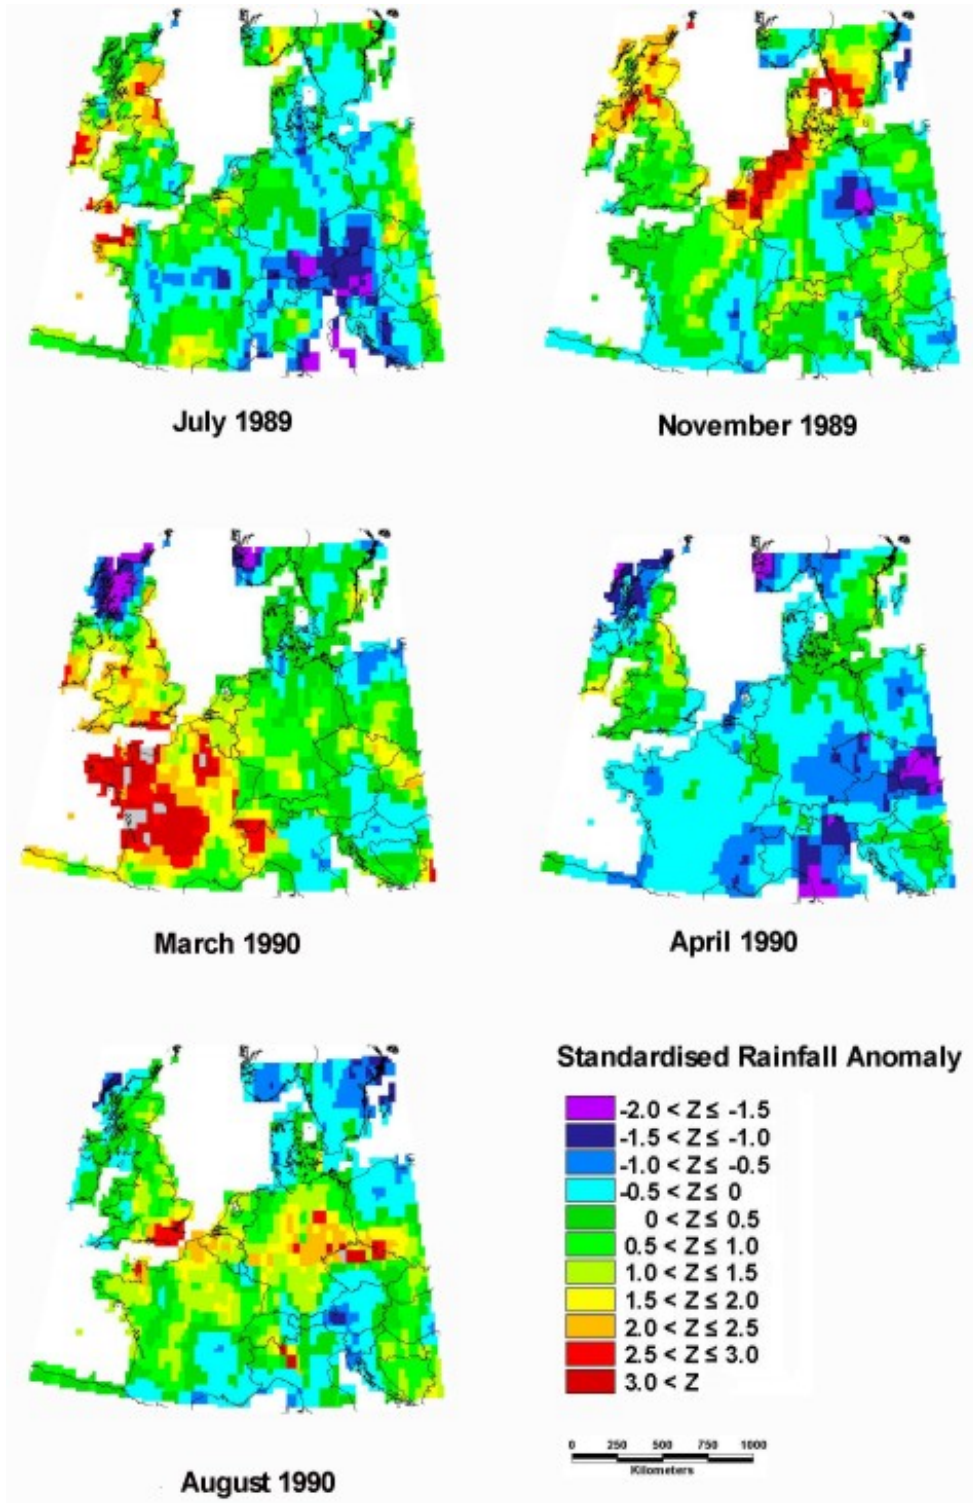 July 1989
November 1989
March 1990
April 1990
August 1990
Standardised Rainfall Anomaly
-2.0 < Z ≤ -1.5
-1.5 < Z ≤ -1.0
-1.0 < Z ≤ -0.5
-0.5 < Z ≤ 0
0 < Z ≤ 0.5
0.5 < Z ≤ 1.0
1.0 < Z ≤ 1.5
1.5 < Z ≤ 2.0
2.0 < Z ≤ 2.5
2.5 < Z ≤ 3.0
3.0 < Z
0 250 500 750 1000
Kilometers